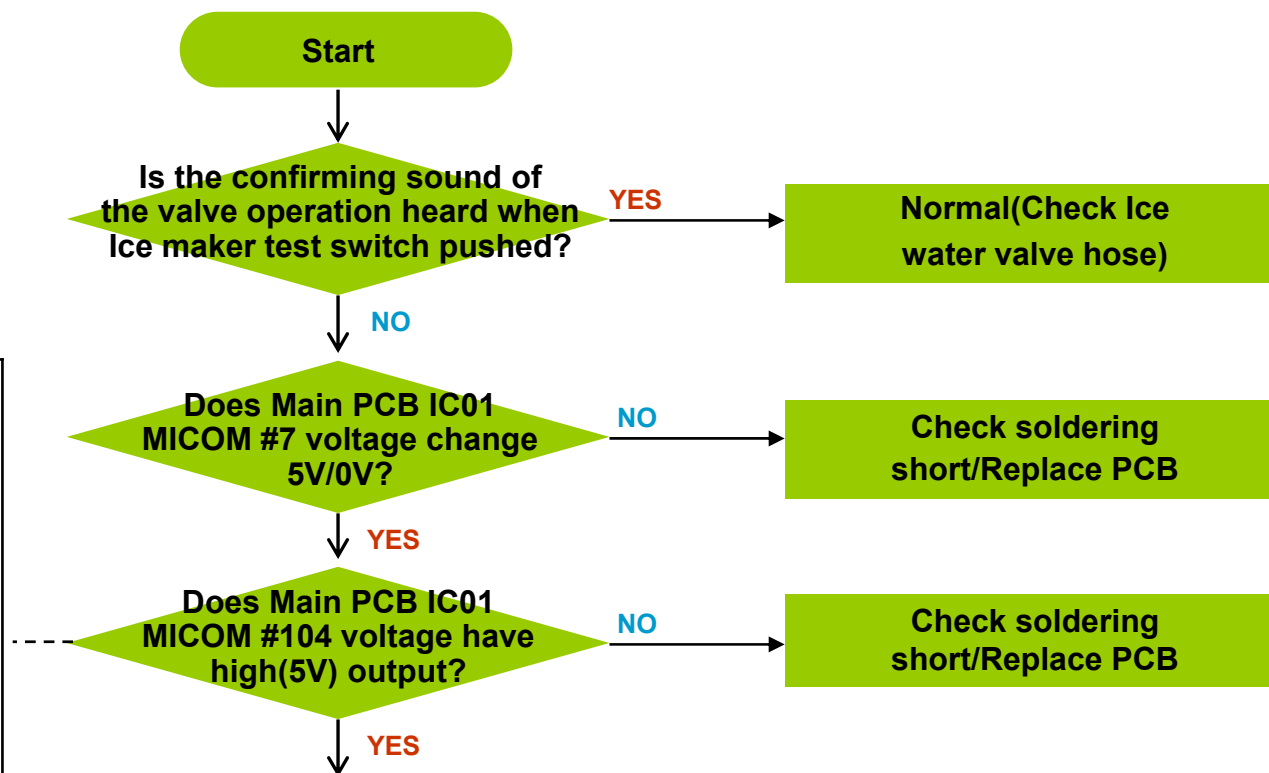 Start
Is the confirming sound of
the valve operation heard when
Ice maker test switch pushed?
YES
Normal(Check Ice
water valve hose)
NO
Does Main PCB IC01
MICOM #7 voltage change
5V/0V?
NO
Check soldering
short/Replace PCB
YES
Does Main PCB IC01
MICOM #104 voltage have
high(5V) output?
NO
Check soldering
short/Replace PCB
YES